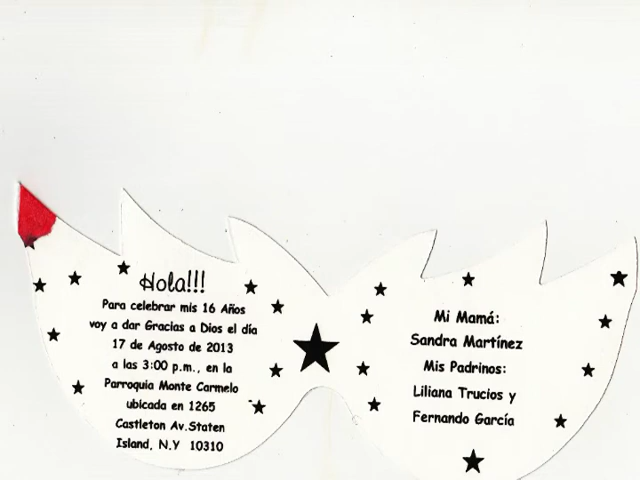 Hola!!!
Para celebrar mis 16 Años
voy a dar Gracias a Dios el día
17 de Agosto de 2013
a las 3:00 p.m., en la
Parroquia Monte Carmelo
ubicada en 1265
Castleton Av.Staten
Island, N.Y 10310
Mi Mamá:
Sandra Martínez
Mis Padrinos:
Liliana Trucios y
Fernando García